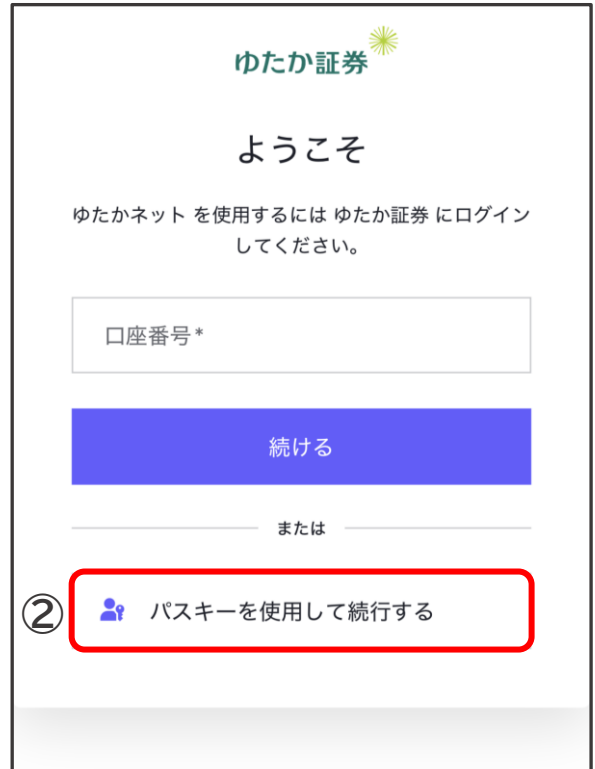 ゆたか証券
ようこそ
ゆたかネット を使用するには ゆたか証券 にログイン
してください。
口座番号*
続ける
または
② パスキーを使用して続行する